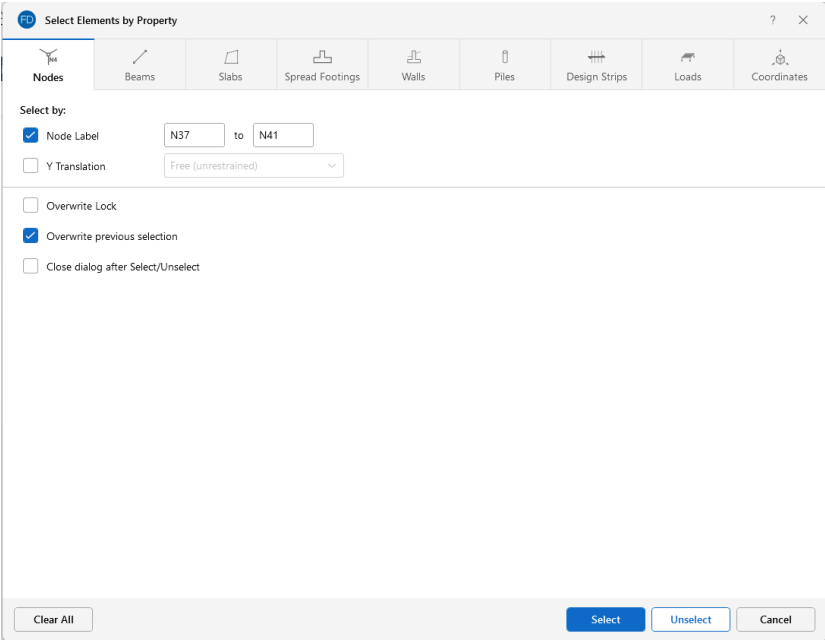 FD Select Elements by Property ?
N4
Nodes Beams Slabs Spread Footings Walls Piles Design Strips Loads Coordinates
Select by:
Node Label N37 to N41
Y Translation Free (unrestrained)
Overwrite Lock
Overwrite previous selection
Close dialog after Select/Unselect
Clear All Select Unselect Cancel